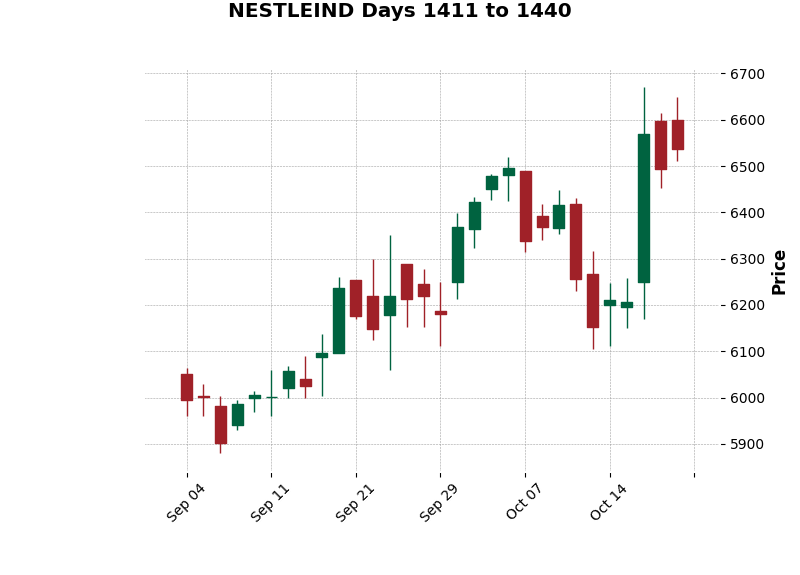 NESTLEIND Days 1411 to 1440
6700
6600
6500
6400
6300
6200
6100
6000
5900
Price
Sep 04
Sep 11
Sep 21
Sep 29
Oct 07
Oct 14